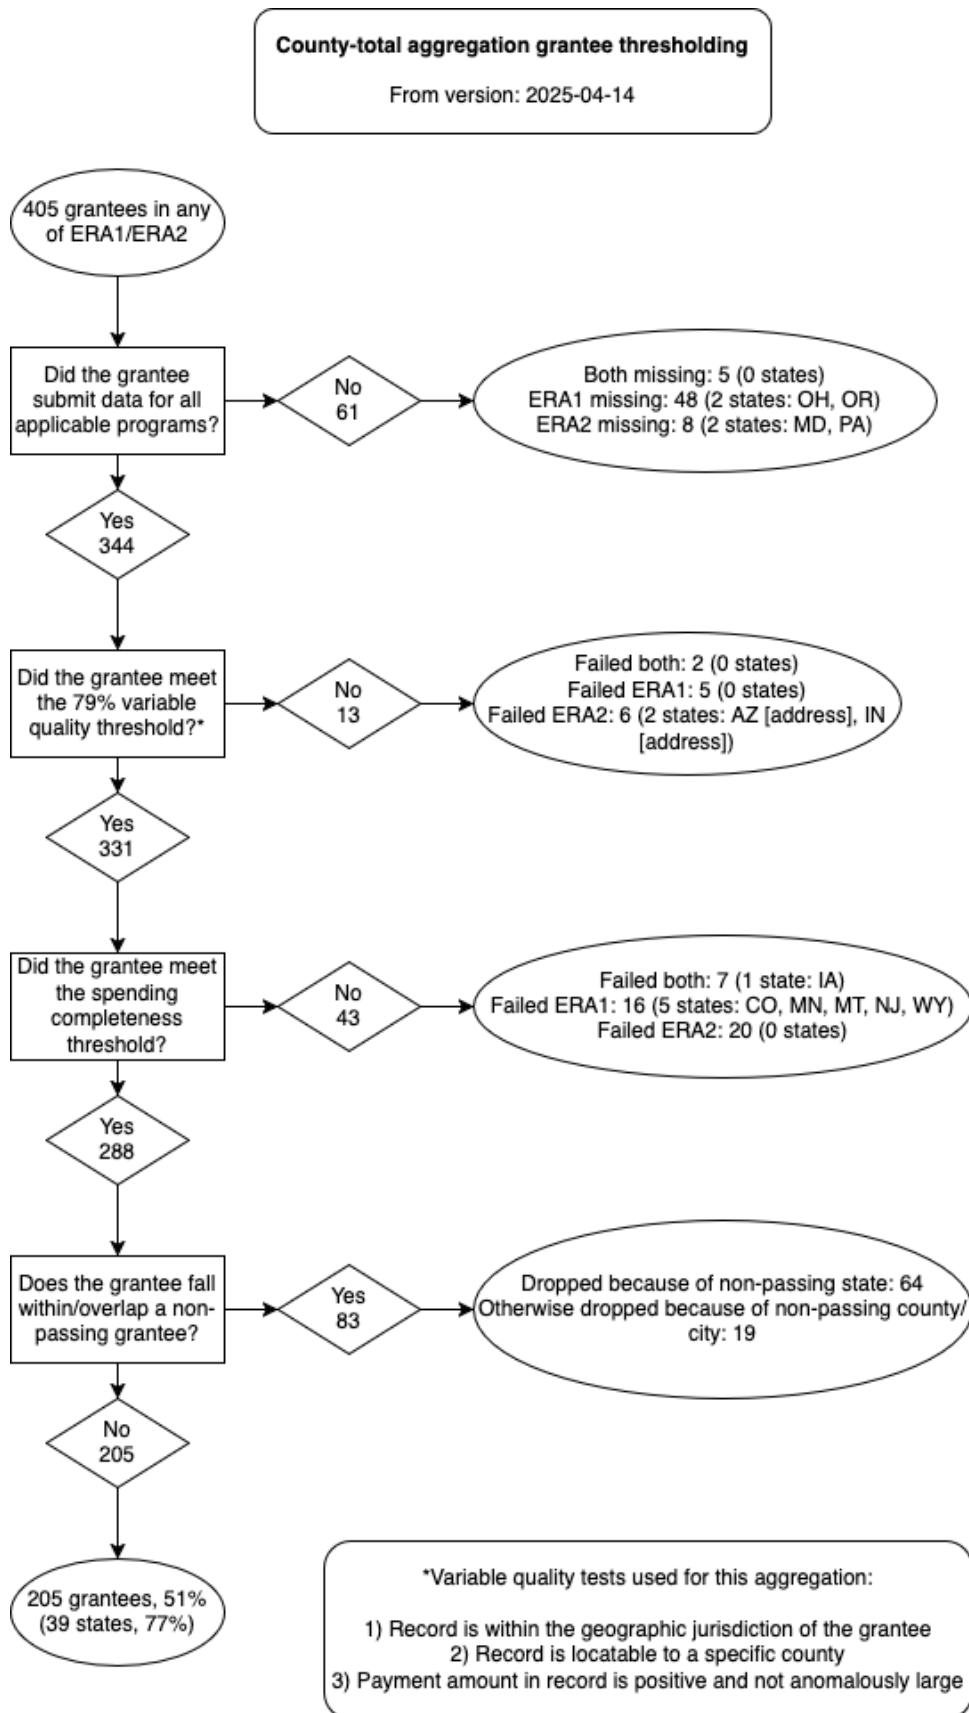 County-total aggregation grantee thresholding
From version: 2025-04-14
405 grantees in any
of ERA1/ERA2
Did the grantee
submit data for all
applicable programs?
No
61
Both missing: 5 (0 states)
ERA1 missing: 48 (2 states: OH, OR)
ERA2 missing: 8 (2 states: MD, PA)
Yes
344
Did the grantee meet
the 79% variable
quality threshold?*
No
13
Failed both: 2 (0 states)
Failed ERA1: 5 (0 states)
Failed ERA2: 6 (2 states: AZ [address], IN
[address])
Yes
331
Did the grantee meet
the spending
completeness
threshold?
No
43
Failed both: 7 (1 state: IA)
Failed ERA1: 16 (5 states: CO, MN, MT, NJ, WY)
Failed ERA2: 20 (0 states)
Yes
288
Does the grantee fall
within/overlap a non-
passing grantee?
Yes
83
Dropped because of non-passing state: 64
Otherwise dropped because of non-passing county/
city: 19
No
205
205 grantees, 51%
(39 states, 77%)
*Variable quality tests used for this aggregation:
1) Record is within the geographic jurisdiction of the grantee
2) Record is locatable to a specific county
3) Payment amount in record is positive and not anomalously large